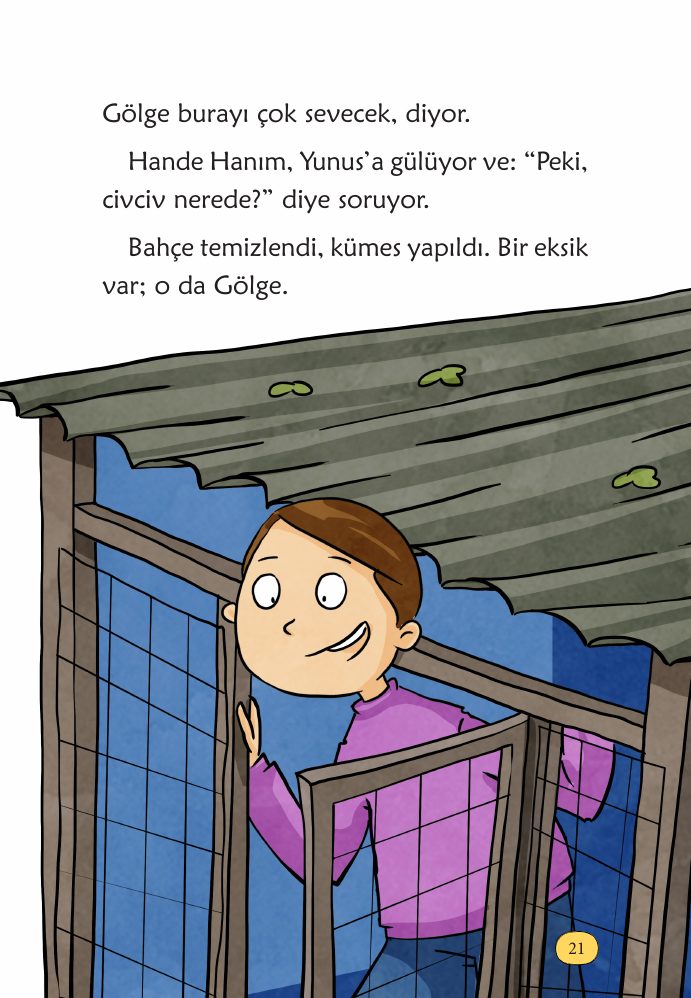 Gölge burayı çok sevecek, diyor.
Hande Hanım, Yunus’a gülüyor ve: “Peki,
civciv nerede?” diye soruyor.
Bahçe temizlendi, kümes yapıldı. Bir eksik
var; o da Gölge.
21